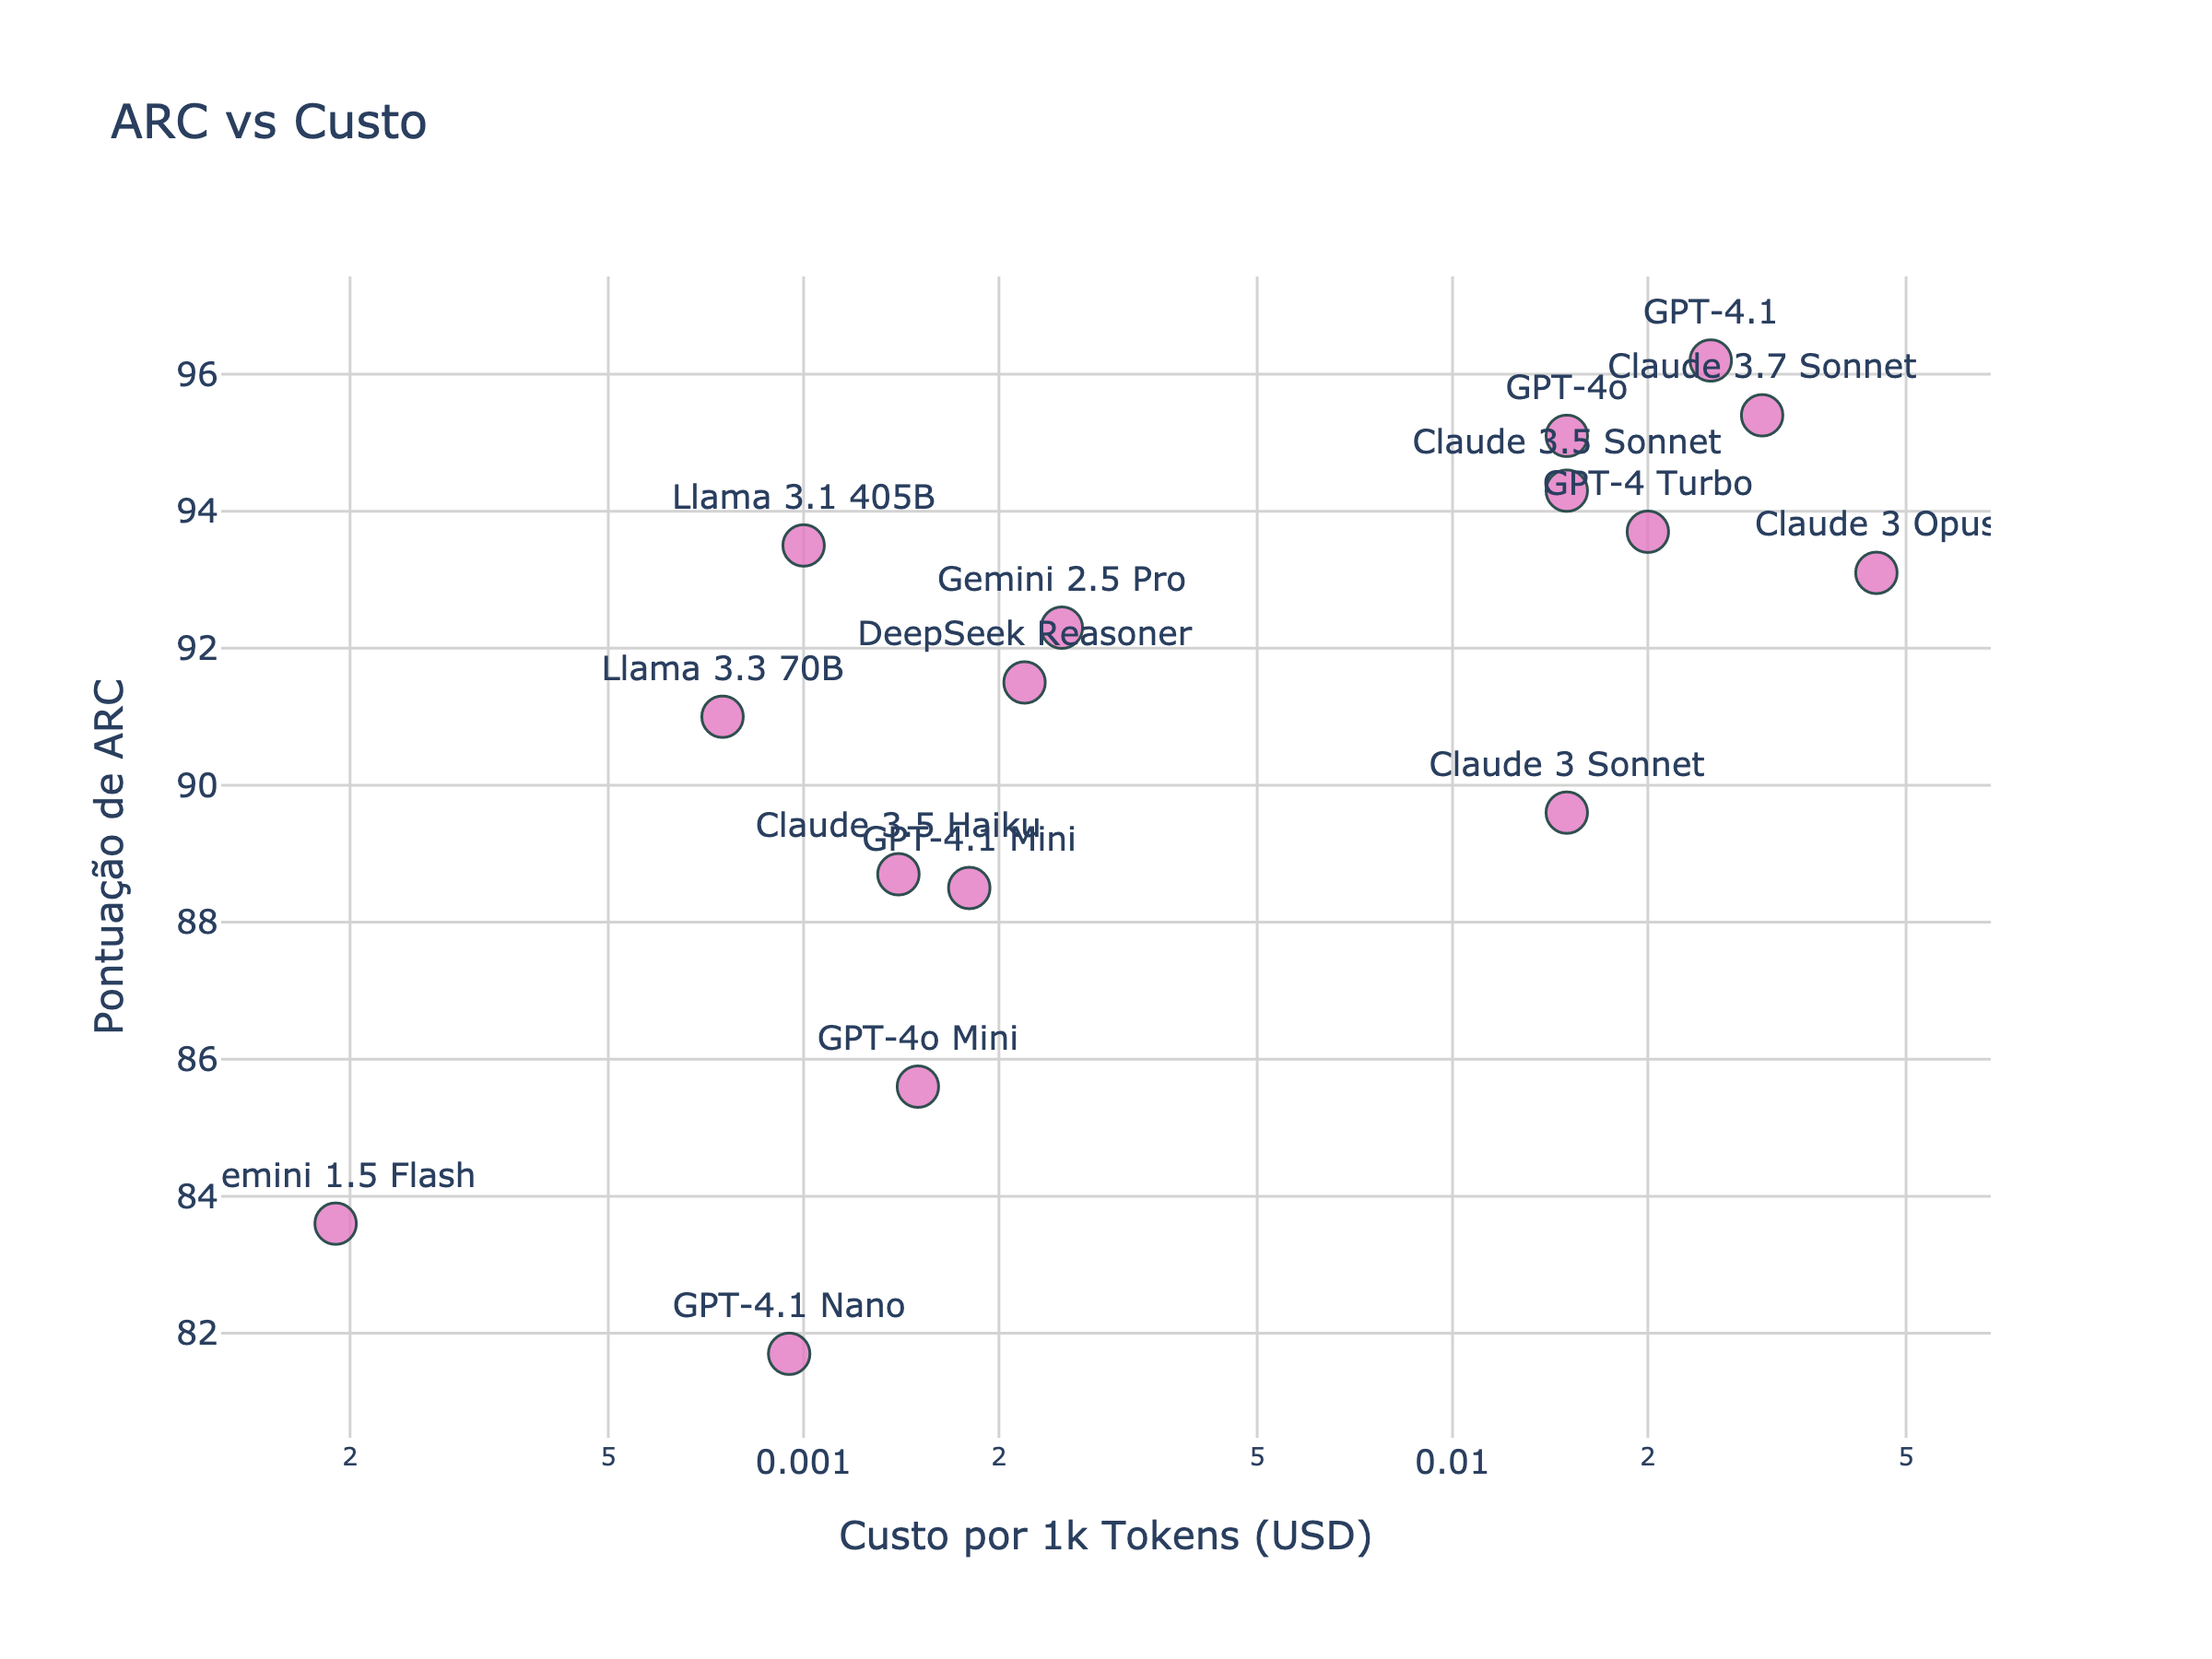 ARC vs Custo
GPT-4.1
Claude 3.7 Sonnet
GPT-4o
Claude 3.5 Sonnet
GPT-4 Turbo
Llama 3.1 405B
Claude 3 Opus
Gemini 2.5 Pro
DeepSeek Reasoner
Llama 3.3 70B
Claude 3 Sonnet
Claude 3.5 Haiku
GPT-4.1 Mini
GPT-4o Mini
emini 1.5 Flash
GPT-4.1 Nano
96
94
92
90
88
86
84
82
Pontuação de ARC
2 5 0.001 2 5 0.01 2 5
Custo por 1k Tokens (USD)